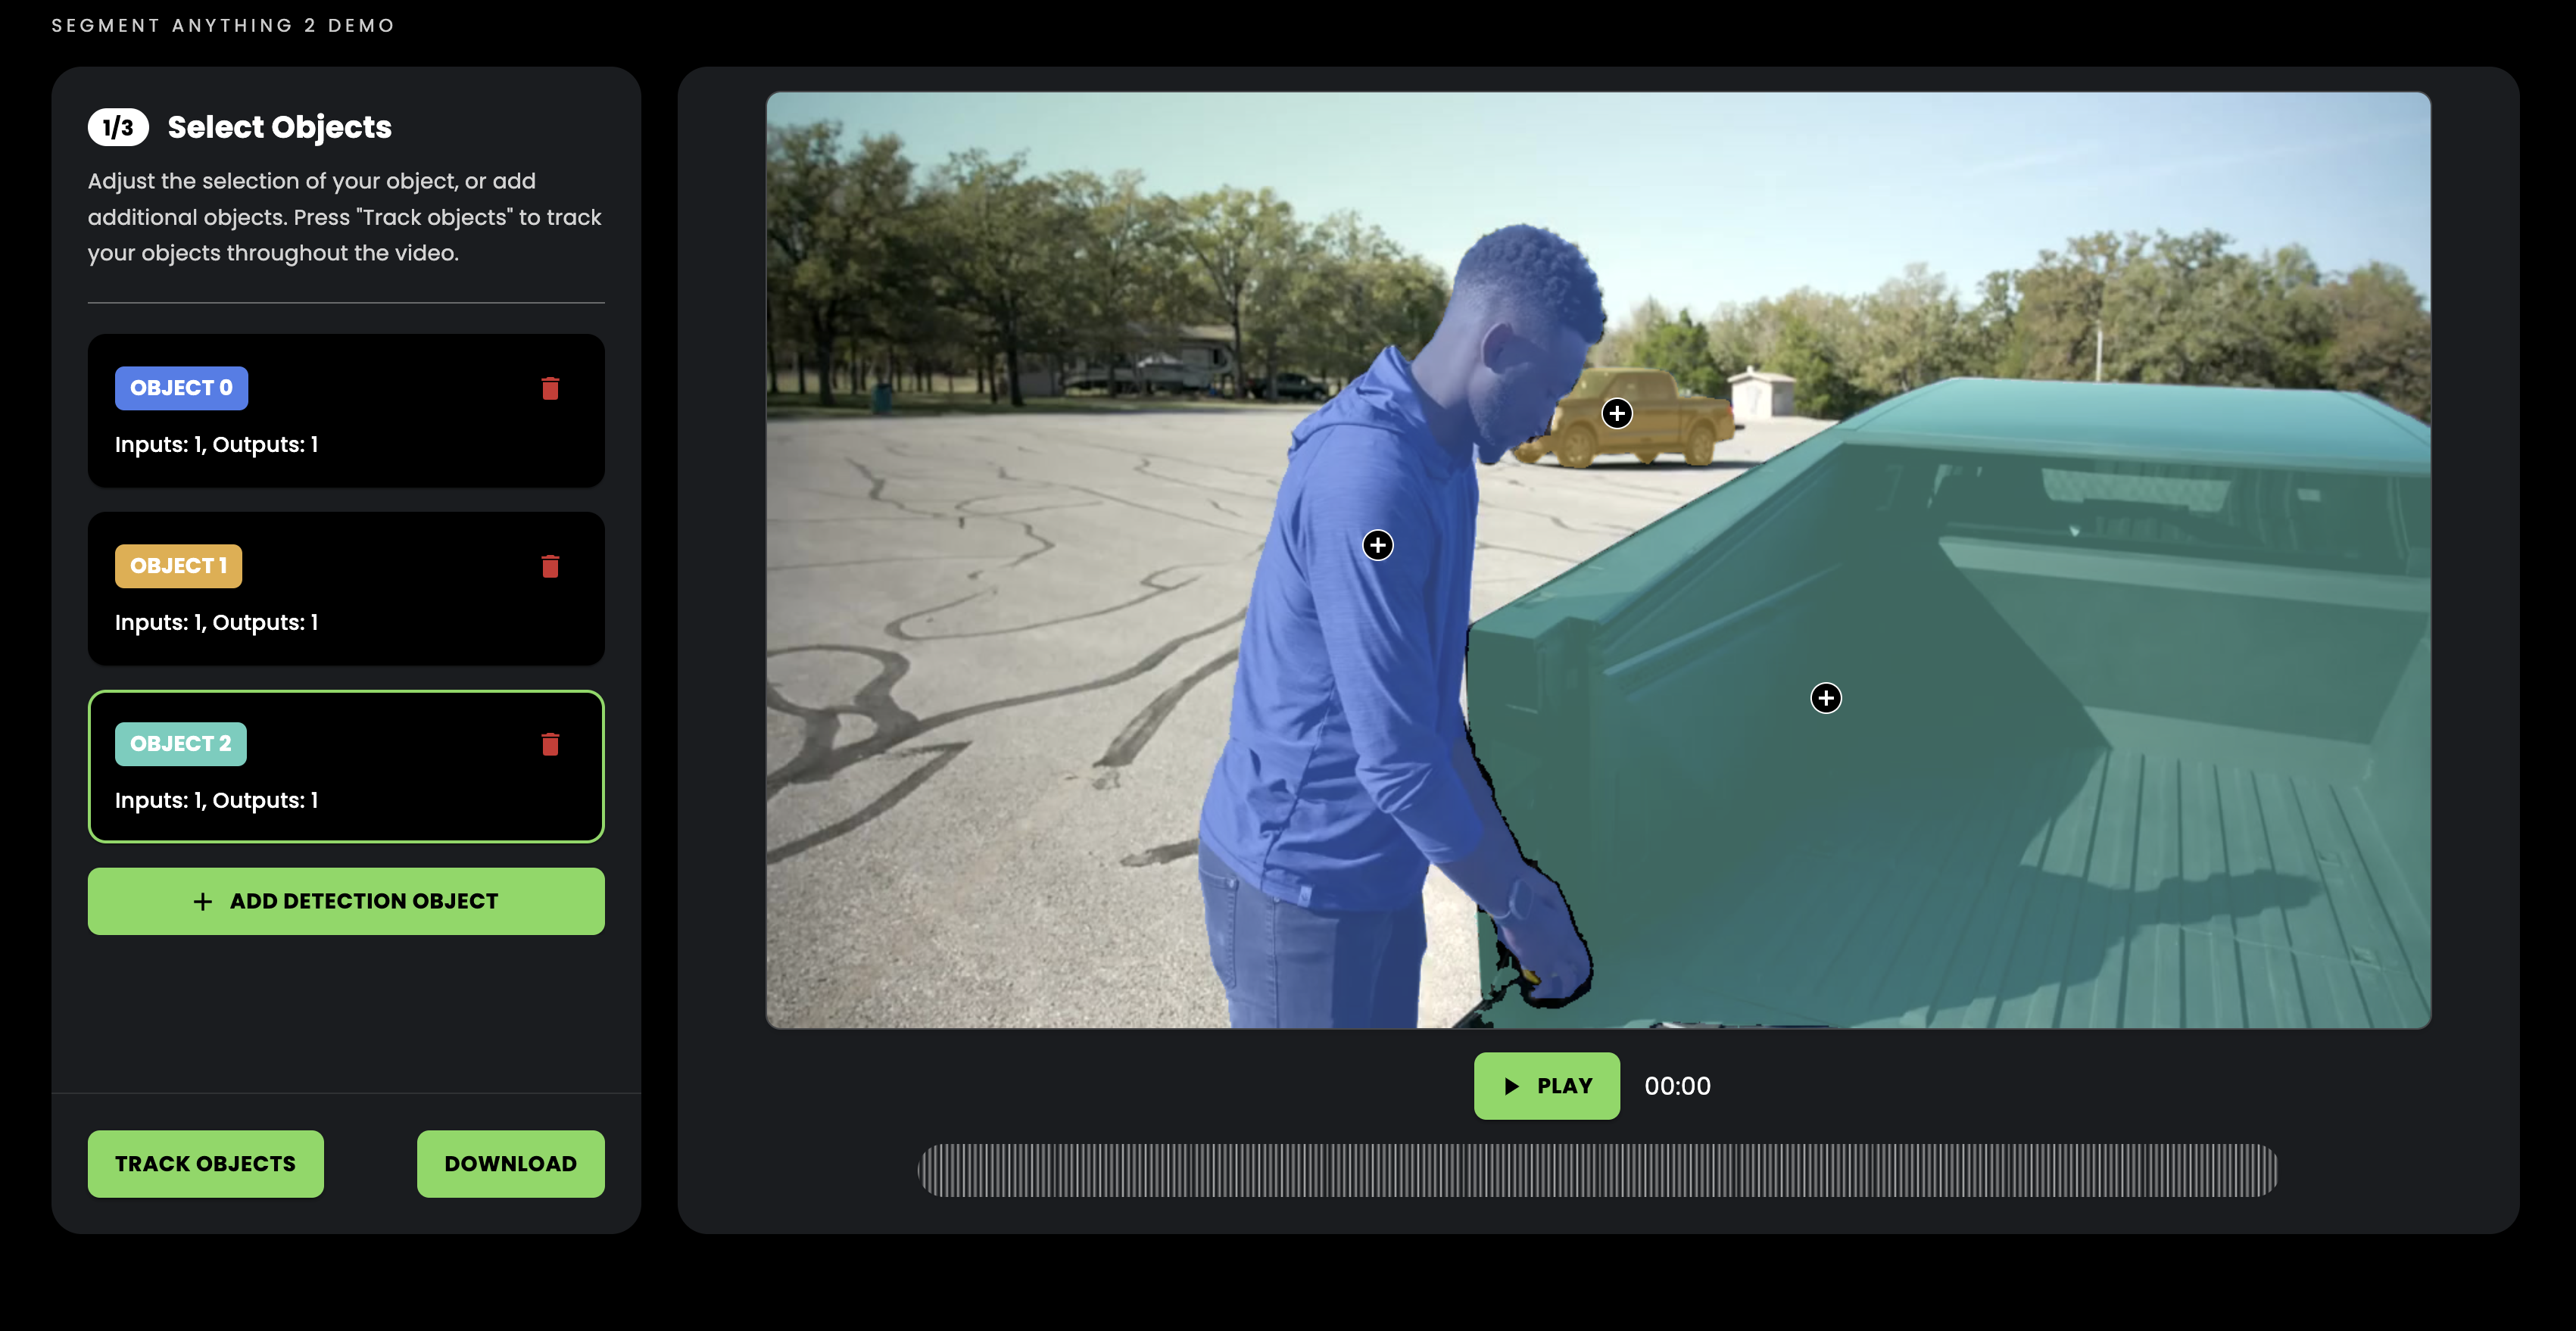 SEGMENT ANYTHING 2 DEMO
1/3 Select Objects
Adjust the selection of your object, or add
additional objects. Press "Track objects" to track
your objects throughout the video.
OBJECT 0
Inputs: 1, Outputs: 1
OBJECT 1
Inputs: 1, Outputs: 1
OBJECT 2
Inputs: 1, Outputs: 1
+ ADD DETECTION OBJECT
TRACK OBJECTS
DOWNLOAD
PLAY
00:00